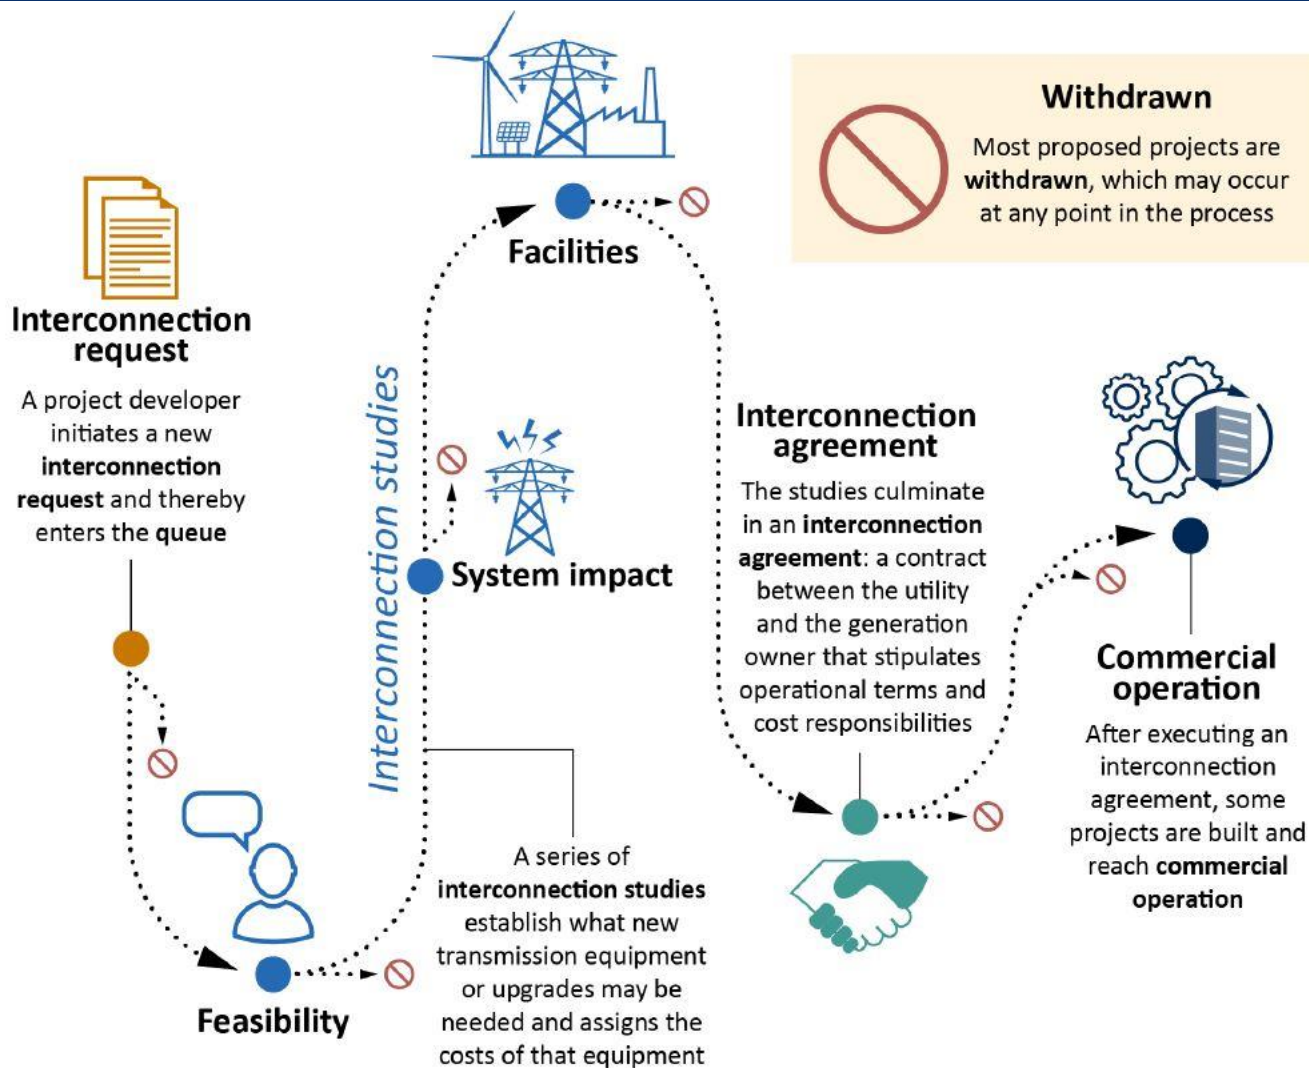 Interconnection
request
A project developer
initiates a new
interconnection
request and thereby
enters the queue
Feasibility
Interconnection studies
A series of
interconnection studies
establish what new
transmission equipment
or upgrades may be
needed and assigns the
costs of that equipment
System impact
Facilities
Interconnection
agreement
The studies culminate
in an interconnection
agreement: a contract
between the utility
and the generation
owner that stipulates
operational terms and
cost responsibilities
Commercial
operation
After executing an
interconnection
agreement, some
projects are built and
reach commercial
operation
Withdrawn
Most proposed projects are
withdrawn, which may occur
at any point in the process